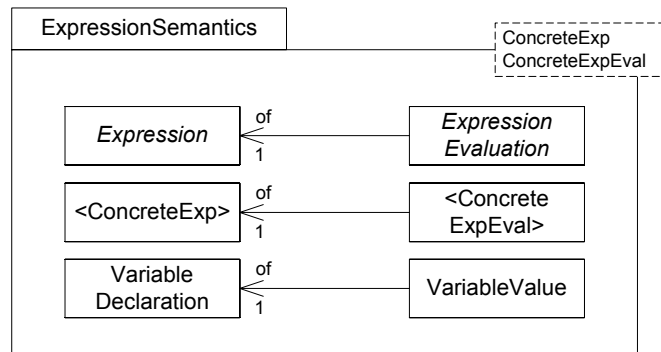 ExpressionSemantics
ConcreteExp
ConcreteExpEval
Expression
of
1
Expression
Evaluation
<ConcreteExp>
of
1
<Concrete
ExpEval>
Variable
Declaration
of
1
VariableValue